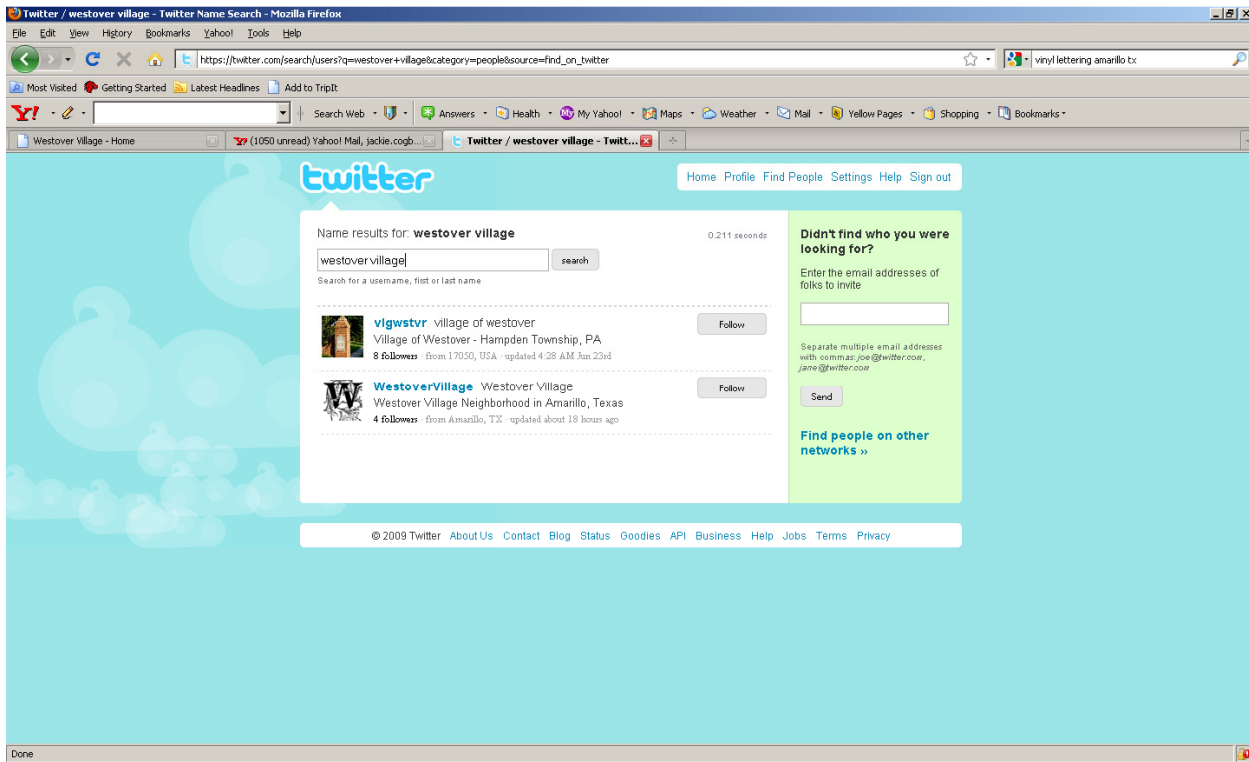 Twitter / westover village - Twitter Name Search - Mozilla Firefox
File Edit View History Bookmarks Yahoo! Tools Help
https://twitter.com/search/users?q=westover+village&category=people&source=find_on_twitter
vinyl lettering amarillo tx
Most Visited Getting Started Latest Headlines Add to TripIt
Y! Search Web Answers Health My Yahoo! Maps Weather Mail Yellow Pages Shopping Bookmarks
Westover Village - Home
(1050 unread) Yahoo! Mail, jackie.cogb...
Twitter / westover village - Twitt...
twitter
Home Profile Find People Settings Help Sign out
Name results for: westover village
0.211 seconds
westover village
search
Search for a username, first or last name
vlgwstvr village of westover
Village of Westover - Hampden Township, PA
8 followers · from 17050, USA · updated 4:28 AM Jun 23rd
Follow
W
WestoverVillage Westover Village
Westover Village Neighborhood in Amarillo, Texas
4 followers · from Amarillo, TX · updated about 18 hours ago
Follow
Didn't find who you were
looking for?
Enter the email addresses of
folks to invite
Separate multiple email addresses
with commas: joe@twitter.com,
jane@twitter.com
Send
Find people on other
networks »
© 2009 Twitter About Us Contact Blog Status Goodies API Business Help Jobs Terms Privacy
Done